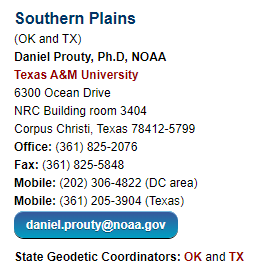 Southern Plains
(OK and TX)
Daniel Prouty, Ph.D, NOAA
Texas A&M University
6300 Ocean Drive
NRC Building room 3404
Corpus Christi, Texas 78412-5799
Office: (361) 825-2076
Fax: (361) 825-5848
Mobile: (202) 306-4822 (DC area)
Mobile: (361) 205-3904 (Texas)
daniel.prouty@noaa.gov
State Geodetic Coordinators: OK and TX